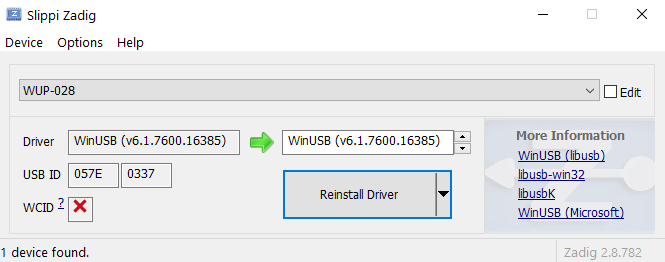 Slippi Zadig
Device Options Help
WUP-028
Edit
Driver WinUSB (v6.1.7600.16385) WinUSB (v6.1.7600.16385)
USB ID 057E 0337
WCID ?
Reinstall Driver
More Information
WinUSB (libusb)
libusb-win32
libusbK
WinUSB (Microsoft)
1 device found.
Zadig 2.8.782